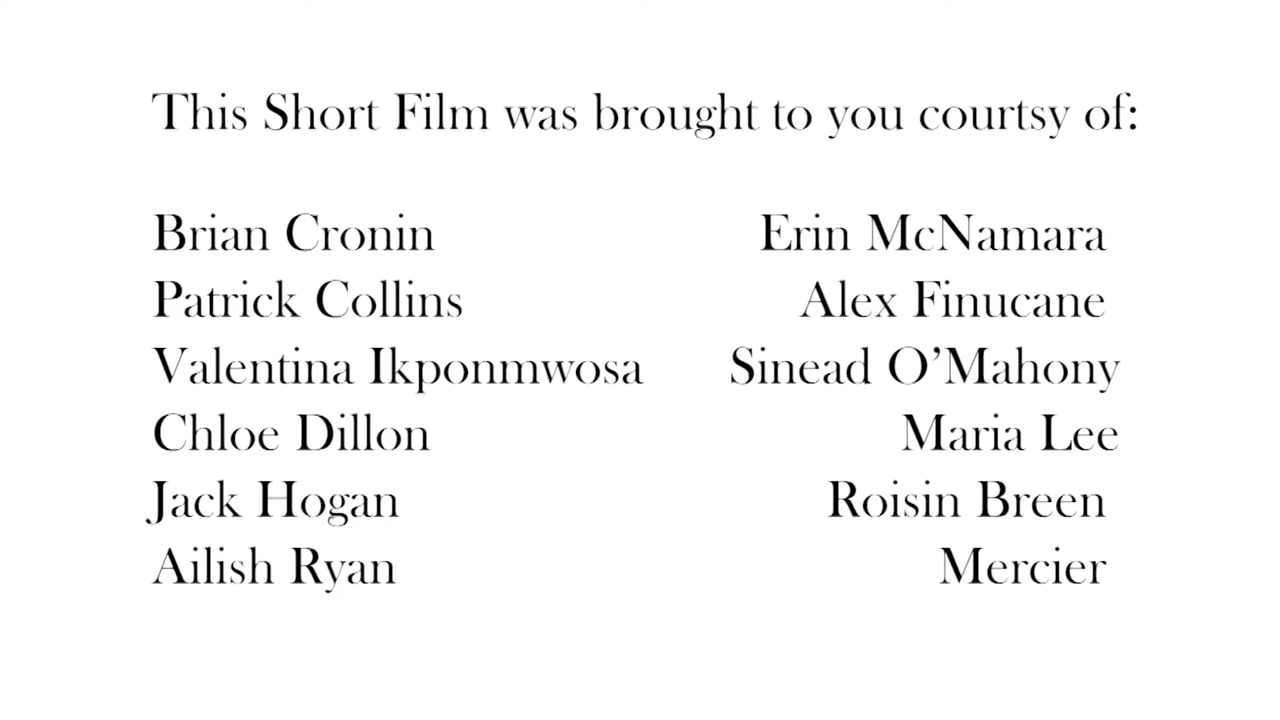 This Short Film was brought to you courtsy of:
Brian Cronin Erin McNamara
Patrick Collins Alex Finucane
Valentina Ikponmwosa Sinead O’Mahony
Chloe Dillon Maria Lee
Jack Hogan Roisin Breen
Ailish Ryan Mercier